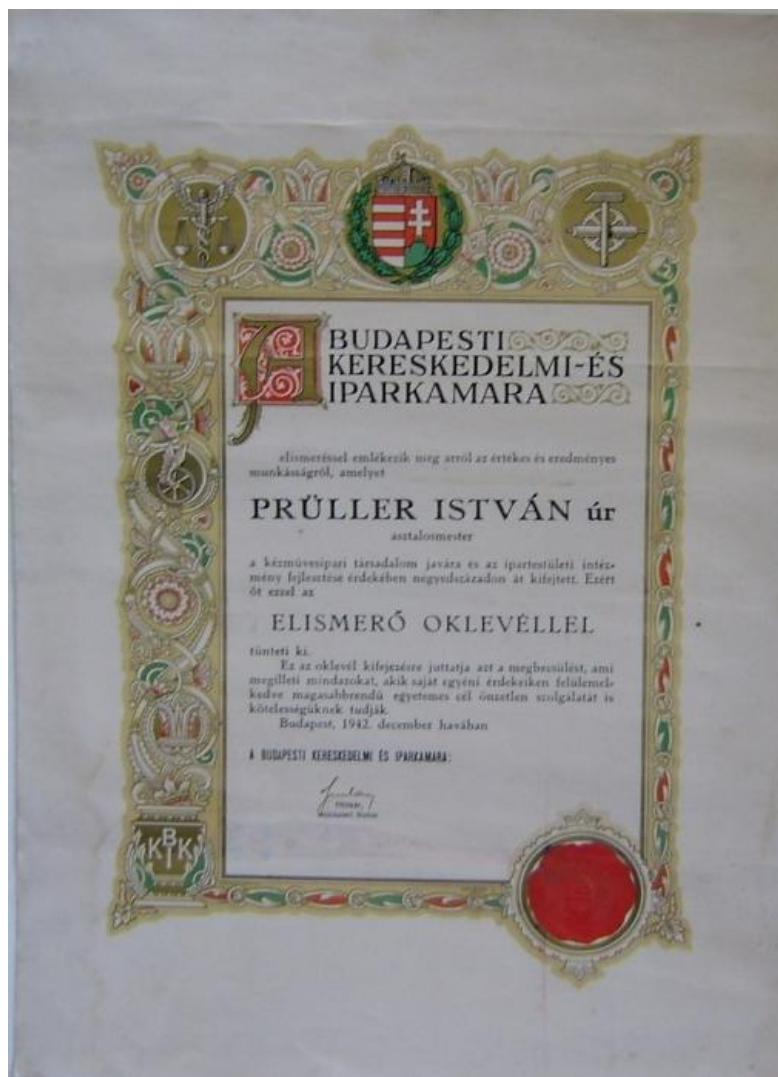 A BUDAPESTI
KERESKEDELMI-ÉS
IPARKAMARA
elismeréssel emlékezik meg arról az értékes és eredményes
munkásságról, amelyet
PRÜLLER ISTVÁN úr
asztalosmester
a kézművesipari társadalom javára és az ipartestületi intéz-
mény fejlesztése érdekében negyedszázadon át kifejtett. Ezért
őt ezzel az
ELISMERŐ OKLEVÉLLEL
tünteti ki.
Ez az oklevél kifejezésre juttatja azt a megbecsülést, ami
megilleti mindazokat, akik saját egyéni érdekeiken felülemel-
kedve magasabbrendű egyetemes cél önzetlen szolgálatát is
kötelességüknek tudják.
Budapest, 1942. december havában
A BUDAPESTI KERESKEDELMI ÉS IPARKAMARA:
KBIK